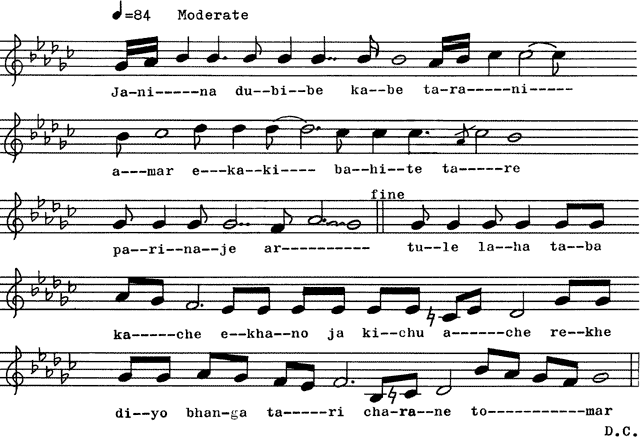 ♩=84 Moderate
Ja-ni-----na du--bi--be ka--be ta-ra----ni-----
a---mar e---ka--ki---- ba--hi--te ta-----re
fine
pa--ri--na--je ar---------- tu--le la--ha ta--ba
ka-----che e--kha--no ja ki--chu a-----che re--khe
di--yo bhan-ga ta-----ri cha-ra--ne to----------mar
D.C.